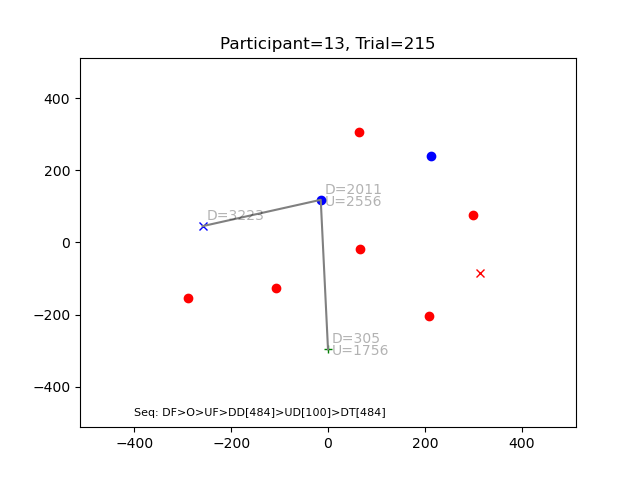 Participant=13, Trial=215
400
200
0
−200
−400
D=2011
U=2556
D=3223
D=305
U=1756
Seq: DF>O>UF>DD[484]>UD[100]>DT[484]
−400
−200
0
200
400